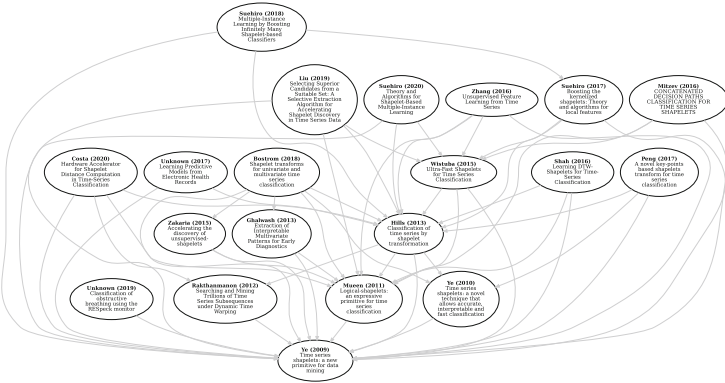 Suehiro (2018)
Multiple-Instance
Learning by Boosting
Infinitely Many
Shapelet-based
Classifiers
Liu (2019)
Selecting Superior
Candidates from a
Suitable Set: A
Selective Extraction
Algorithm for
Accelerating
Shapelet Discovery
in Time Series Data
Suehiro (2020)
Theory and
Algorithms for
Shapelet-Based
Multiple-Instance
Learning
Zhang (2016)
Unsupervised Feature
Learning from Time
Series
Suehiro (2017)
Boosting the
kernelized
shapelets: Theory
and algorithms for
local features
Mitzev (2016)
CONCATENATED
DECISION PATHS
CLASSIFICATION FOR
TIME SERIES
SHAPELETS
Costa (2020)
Hardware Accelerator
for Shapelet
Distance Computation
in Time-Series
Classification
Unknown (2017)
Learning Predictive
Models from
Electronic Health
Records
Bostrom (2018)
Shapelet transforms
for univariate and
multivariate time
series
classification
Wistuba (2015)
Ultra-Fast Shapelets
for Time Series
Classification
Shah (2016)
Learning DTW-
Shapelets for Time-
Series
Classification
Peng (2017)
A novel key-points
based shapelets
transform for time
series
classification
Zakaria (2015)
Accelerating the
discovery of
unsupervised-
shapelets
Ghalwash (2013)
Extraction of
Interpretable
Multivariate
Patterns for Early
Diagnostics
Hills (2013)
Classification of
time series by
shapelet
transformation
Unknown (2019)
Classification of
obstructive
breathing using the
RESpeck monitor
Rakthanmanon (2012)
Searching and Mining
Trillions of Time
Series Subsequences
under Dynamic Time
Warping
Mueen (2011)
Logical-shapelets:
an expressive
primitive for time
series
classification
Ye (2010)
Time series
shapelets: a novel
technique that
allows accurate,
interpretable and
fast classification
Ye (2009)
Time series
shapelets: a new
primitive for data
mining